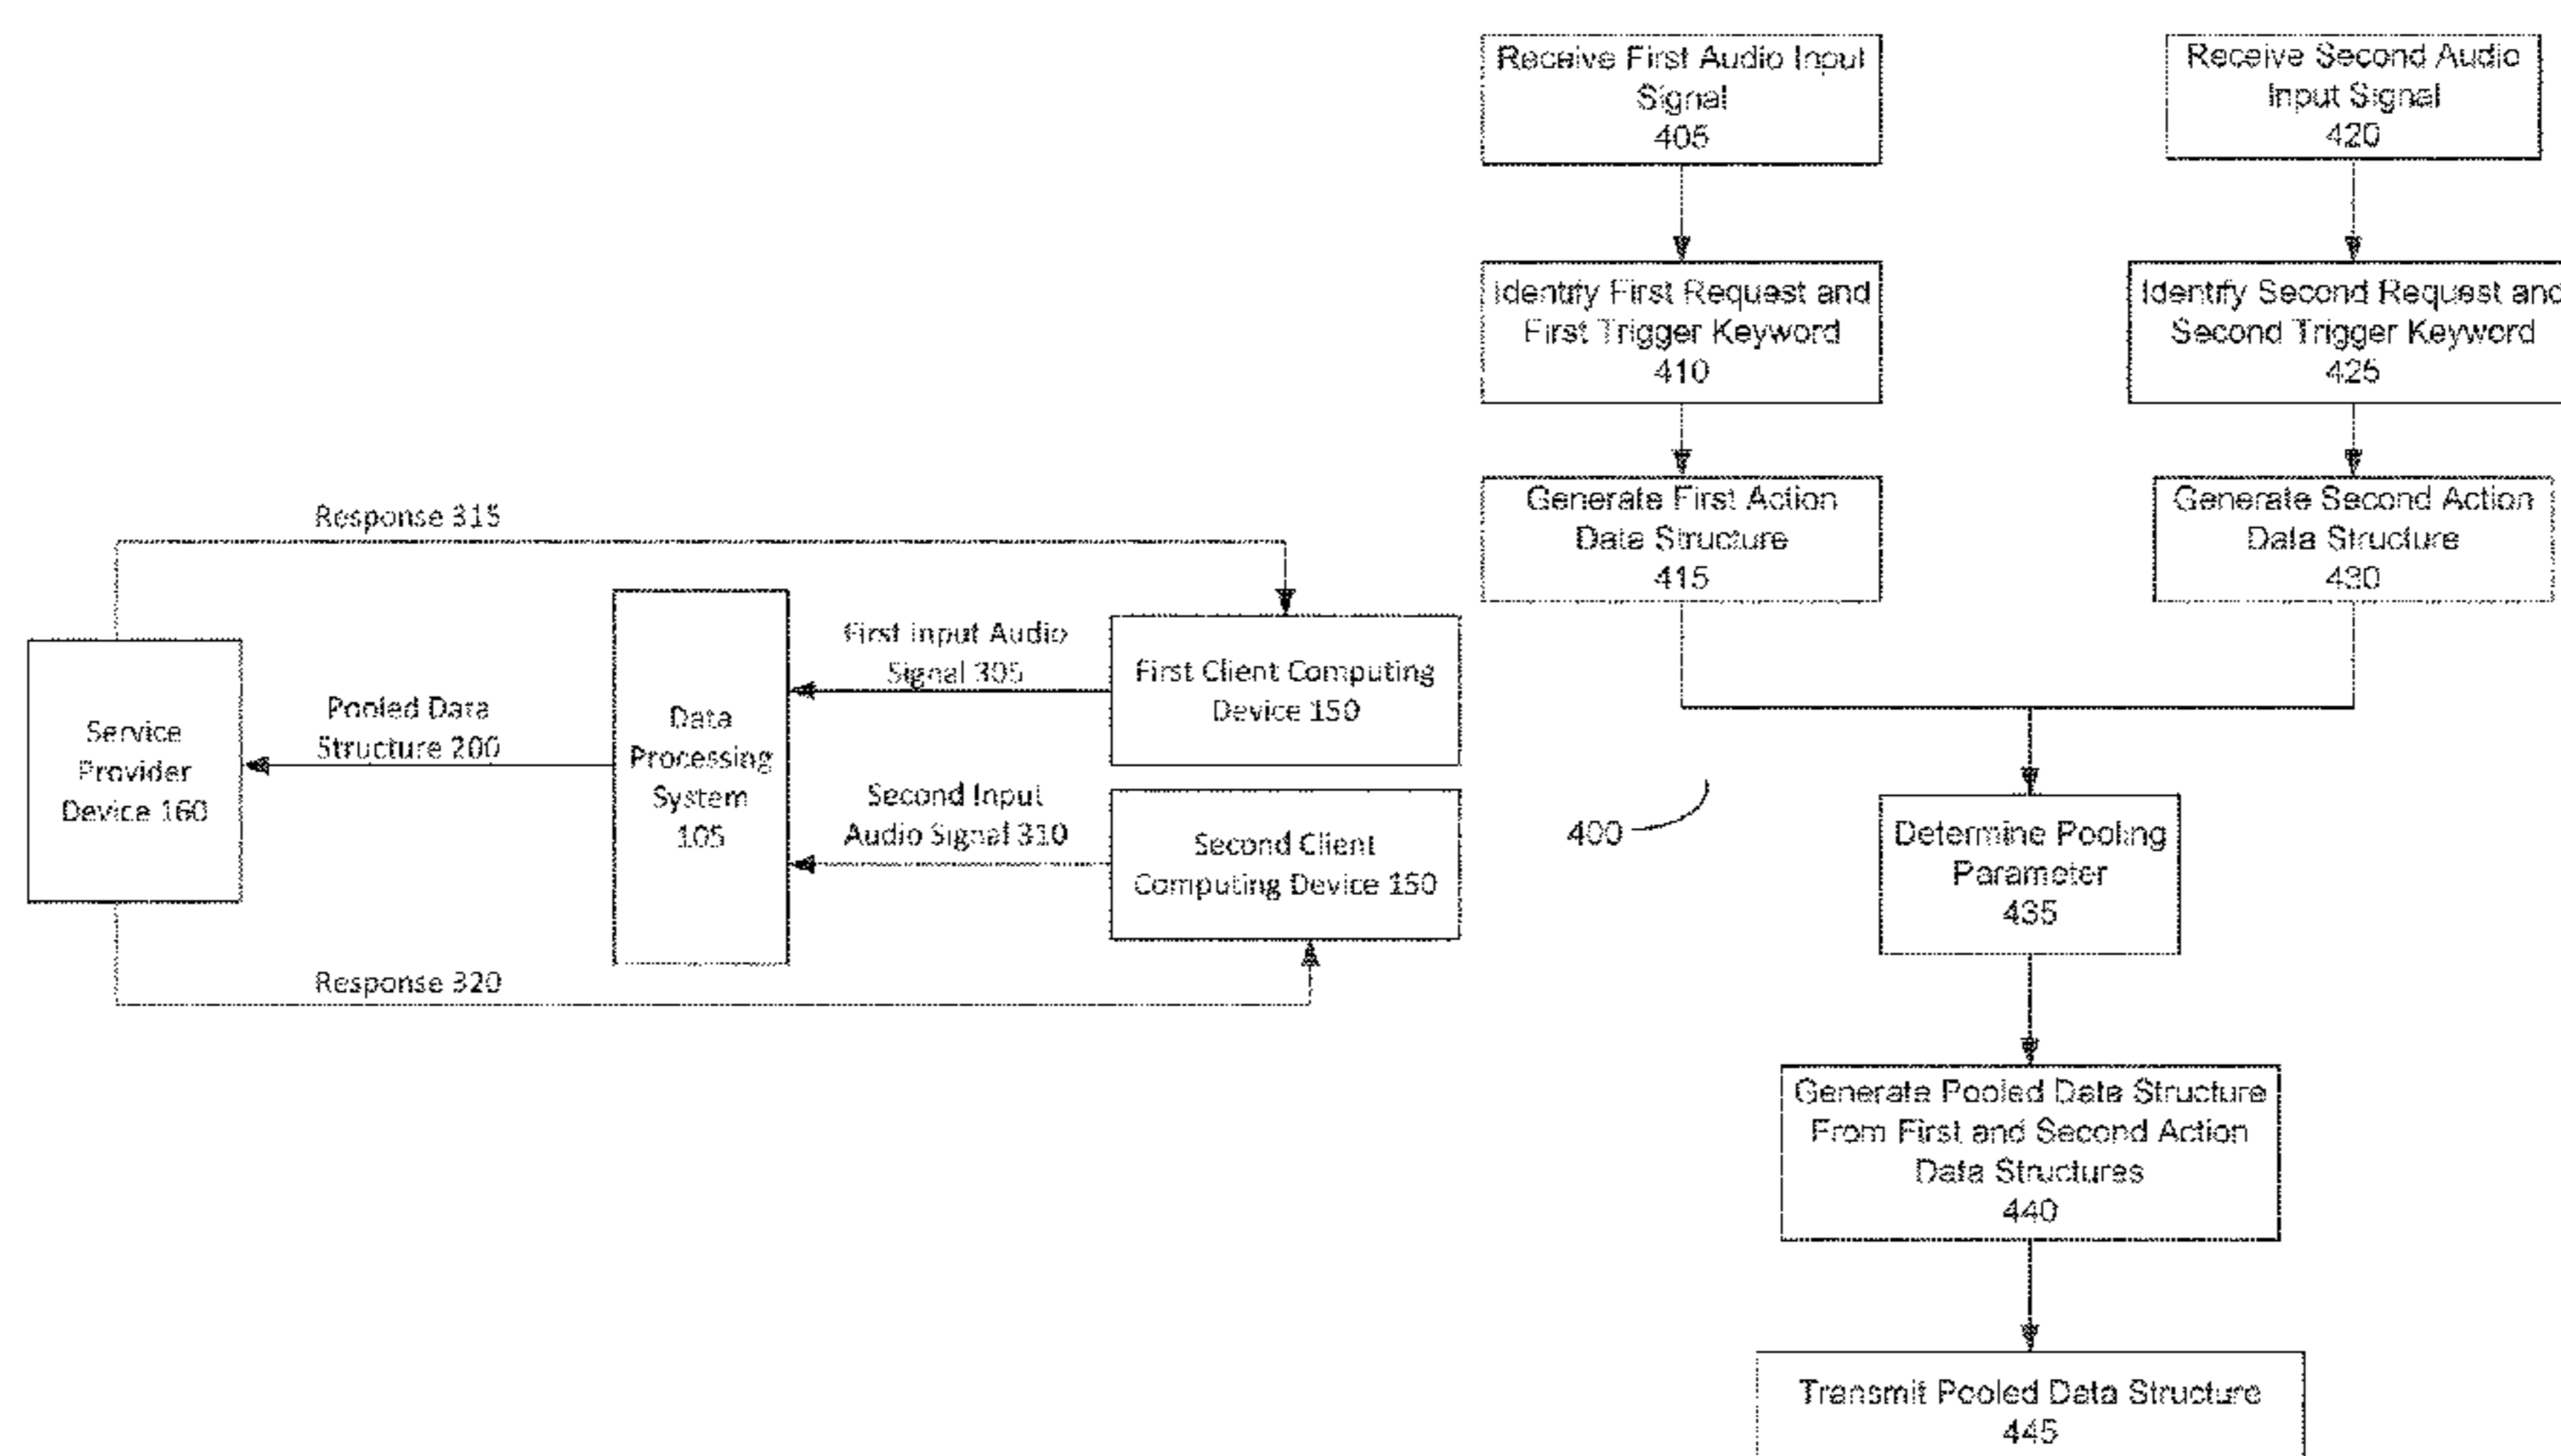 Response 315
Service
Provider
Device 160
Pooled Data
Structure 200
Data
Processing
System
105
First Input Audio
Signal 305
Second Input
Audio Signal 310
First Client Computing
Device 150
Second Client
Computing Device 150
Response 320
Receive First Audio Input
Signal
405
Identify First Request and
First Trigger Keyword
410
Generate First Action
Data Structure
415
Receive Second Audio
Input Signal
420
Identify Second Request and
Second Trigger Keyword
425
Generate Second Action
Data Structure
430
400
Determine Pooling
Parameter
435
Generate Pooled Data Structure
From First and Second Action
Data Structures
440
Transmit Pooled Data Structure
445